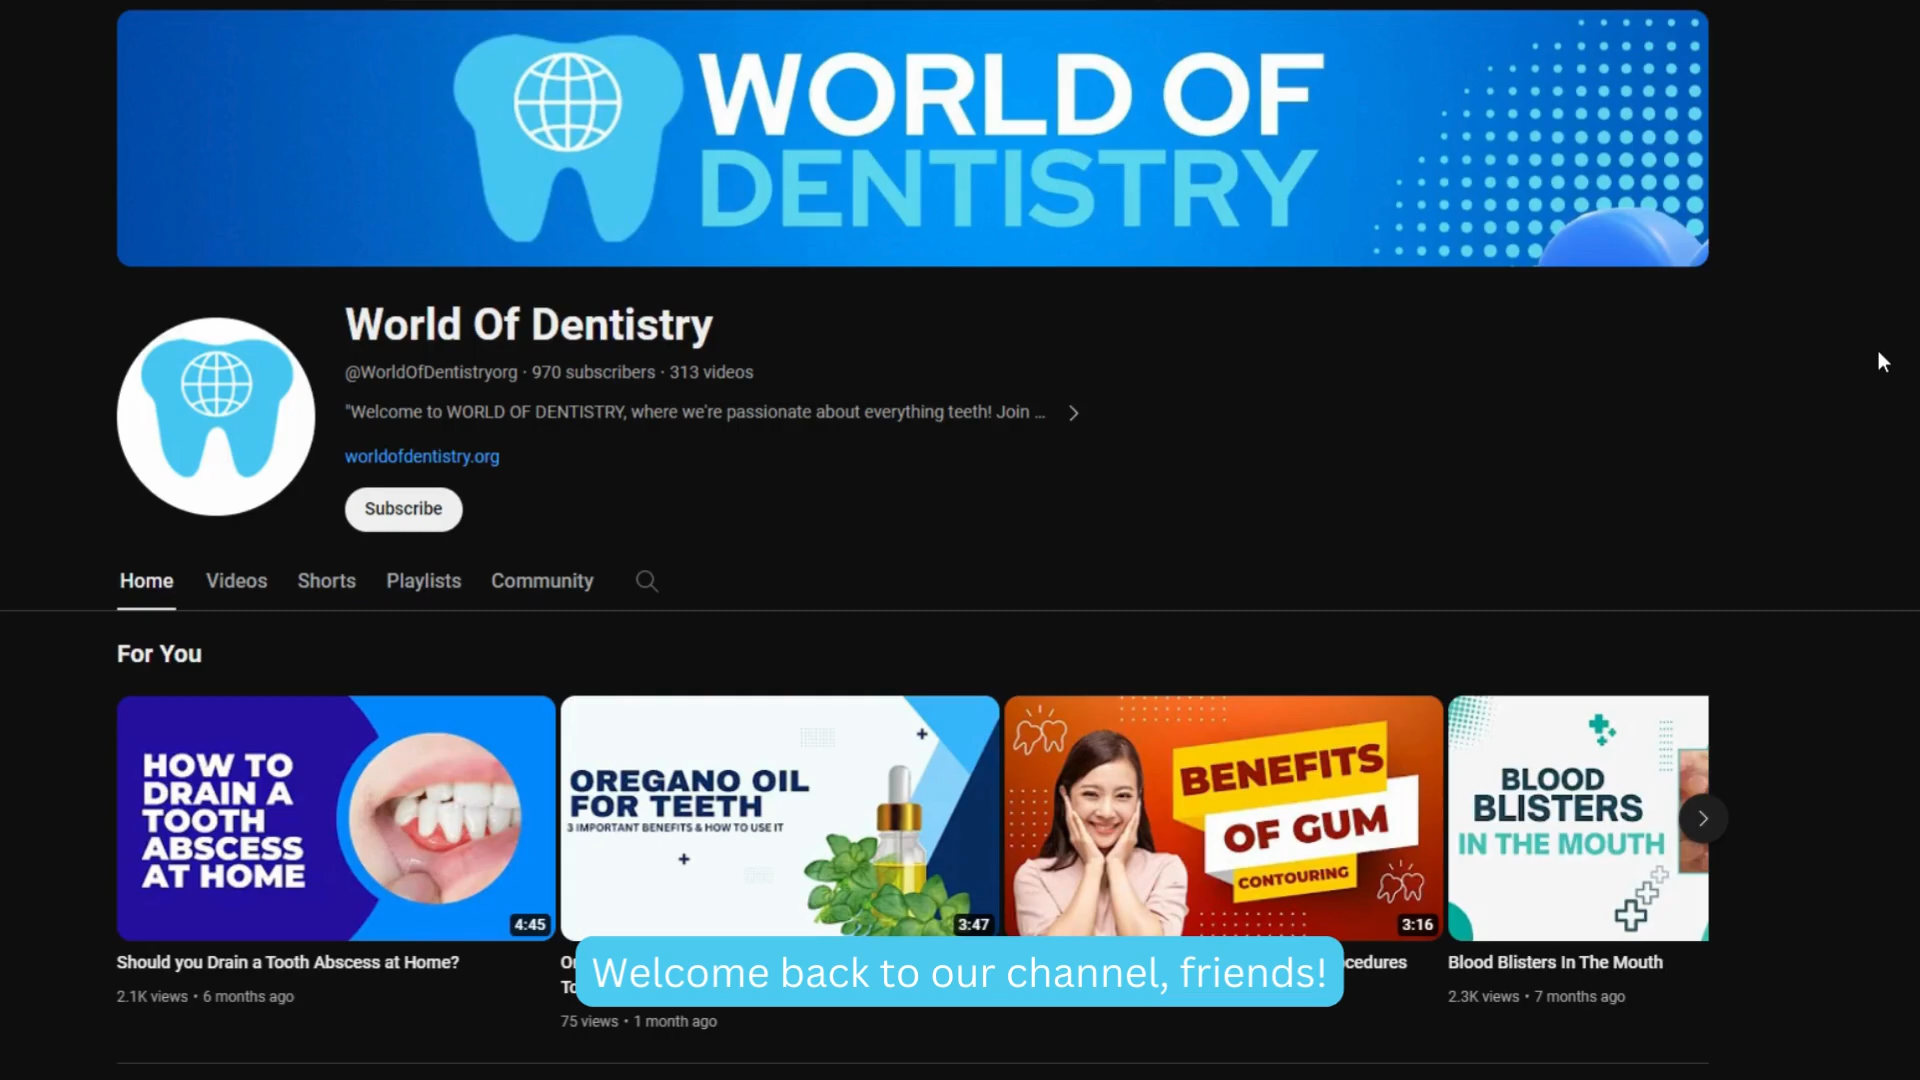 WORLD OF
DENTISTRY
World Of Dentistry
@WorldOfDentistryorg · 970 subscribers · 313 videos
"Welcome to WORLD OF DENTISTRY, where we're passionate about everything teeth! Join ...
worldofdentistry.org
Subscribe
Home Videos Shorts Playlists Community
For You
HOW TO
DRAIN A
TOOTH
ABSCESS
AT HOME
4:45
OREGANO OIL
FOR TEETH
3 IMPORTANT BENEFITS & HOW TO USE IT
3:47
BENEFITS
OF GUM
CONTOURING
3:16
BLOOD
BLISTERS
IN THE MOUTH
Should you Drain a Tooth Abscess at Home?
2.1K views • 6 months ago
75 views • 1 month ago
Blood Blisters In The Mouth
2.3K views • 7 months ago
Welcome back to our channel, friends!